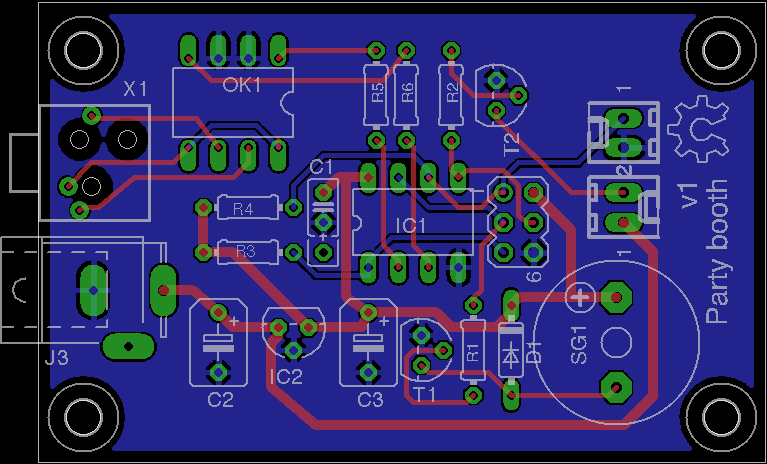 X1
OK1
R5
R6
R2
T2
1
2
C1
R4
R3
IC1
6
1
V1
Party booth
J3
C2
+
IC2
C3
+
T1
R1
D1
SG1
+